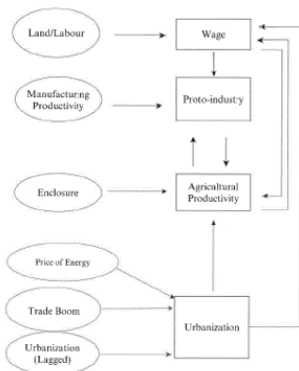 Land/Labour
Wage
Manufacturing
Productivity
Proto-industry
Enclosure
Agricultural
Productivity
Price of Energy
Trade Boom
Urbanization
Urbanization
(Lagged)